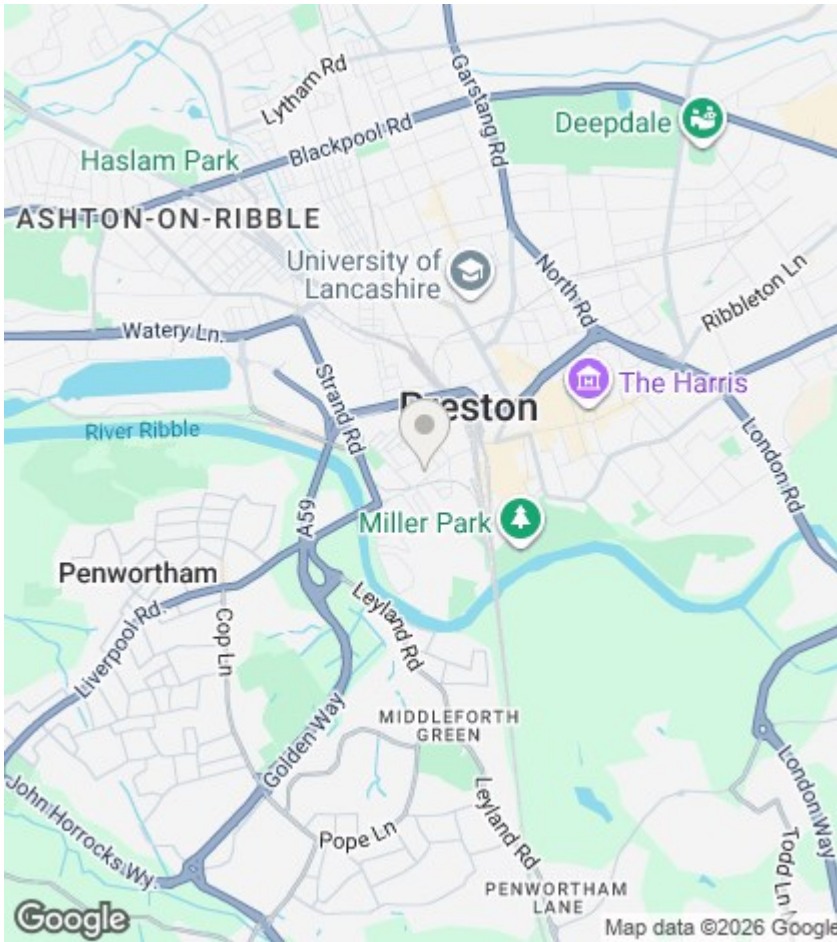 Lytham Rd
Garstang Rd
Blackpool Rd
Deepdale
Haslam Park
ASHTON-ON-RIBBLE
University of
Lancashire
North Rd
Ribbleton Ln
Watery Ln.
Strand Rd
Preston
The Harris
River Ribble
London Rd
A59
Miller Park
Penwortham
Liverpool Rd
Cop Ln
Leyland Rd
Golden Way
MIDDLEFORTH
GREEN
London Way
John Horrocks Wy.
Pope Ln
Leyland Rd
Todd Ln N
PENWORTHAM
LANE
Google
Map data ©2026 Google